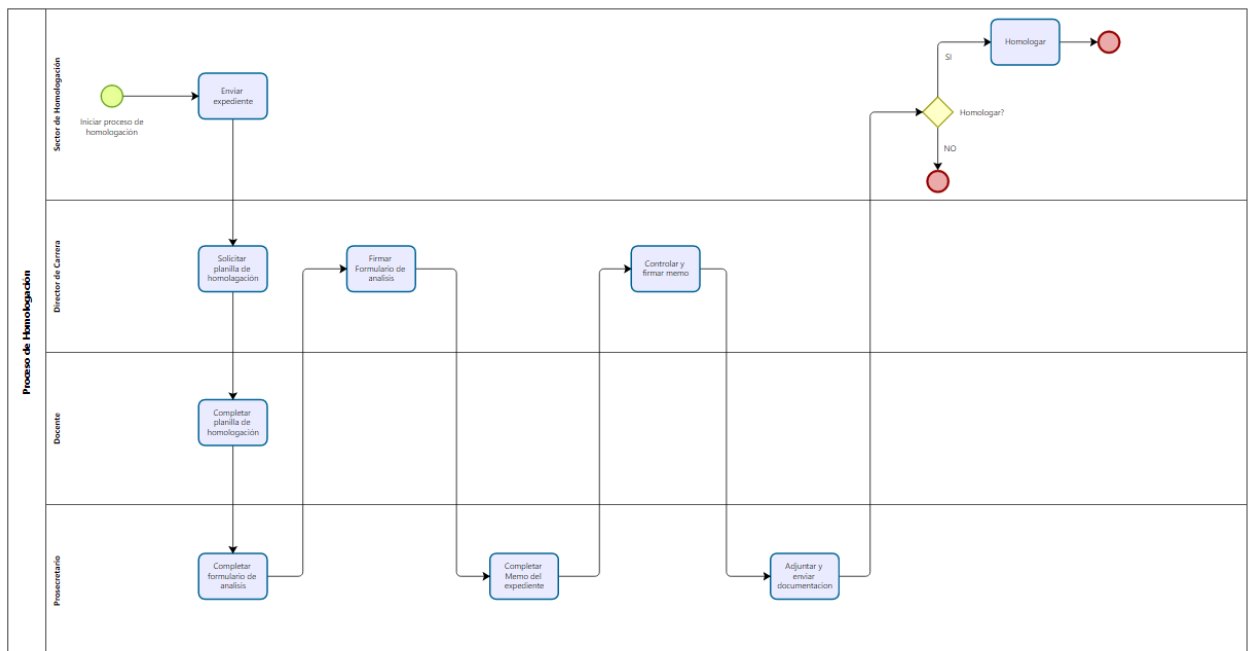 Proceso de Homologación
Sector de Homologación
Iniciar proceso de
homologación
Enviar
expediente
Homologar?
SI
NO
Homologar
Director de Carrera
Solicitar
planilla de
homolagación
Firmar
Formulario de
analisis
Controlar y
firmar memo
Docente
Completar
planilla de
homologación
Prosecretario
Completar
formulario de
analisis
Completar
Memo del
expediente
Adjuntar y
enviar
documentacion